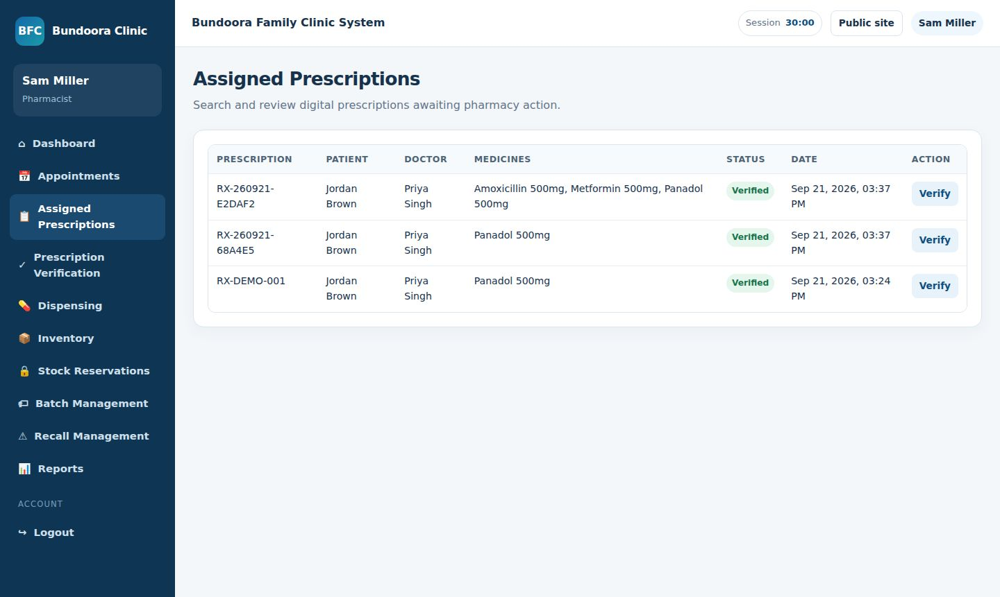 BFC Bundoora Clinic
Sam Miller
Pharmacist
Dashboard
Appointments
Assigned
Prescriptions
Prescription
Verification
Dispensing
Inventory
Stock Reservations
Batch Management
Recall Management
Reports
ACCOUNT
Logout
Bundoora Family Clinic System
Session 30:00
Public site
Sam Miller
Assigned Prescriptions
Search and review digital prescriptions awaiting pharmacy action.
PRESCRIPTION PATIENT DOCTOR MEDICINES STATUS DATE ACTION
RX-260921- Jordan Priya Amoxicillin 500mg, Metformin 500mg, Panadol Verified Sep 21, 2026, 03:37 Verify
E2DAF2 Brown Singh 500mg PM
RX-260921- Jordan Priya Panadol 500mg Verified Sep 21, 2026, 03:37 Verify
68A4E5 Brown Singh PM
RX-DEMO-001 Jordan Priya Panadol 500mg Verified Sep 21, 2026, 03:24 Verify
Brown Singh PM